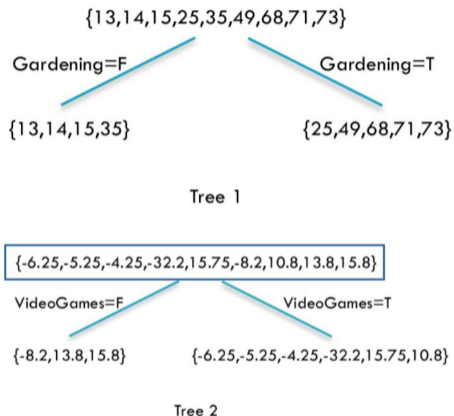 {13,14,15,25,35,49,68,71,73}
Gardening=F Gardening=T
{13,14,15,35} {25,49,68,71,73}
Tree 1
{-6.25,-5.25,-4.25,-32.2,15.75,-8.2,10.8,13.8,15.8}
VideoGames=F VideoGames=T
{-8.2,13.8,15.8} {-6.25,-5.25,-4.25,-32.2,15.75,10.8}
Tree 2